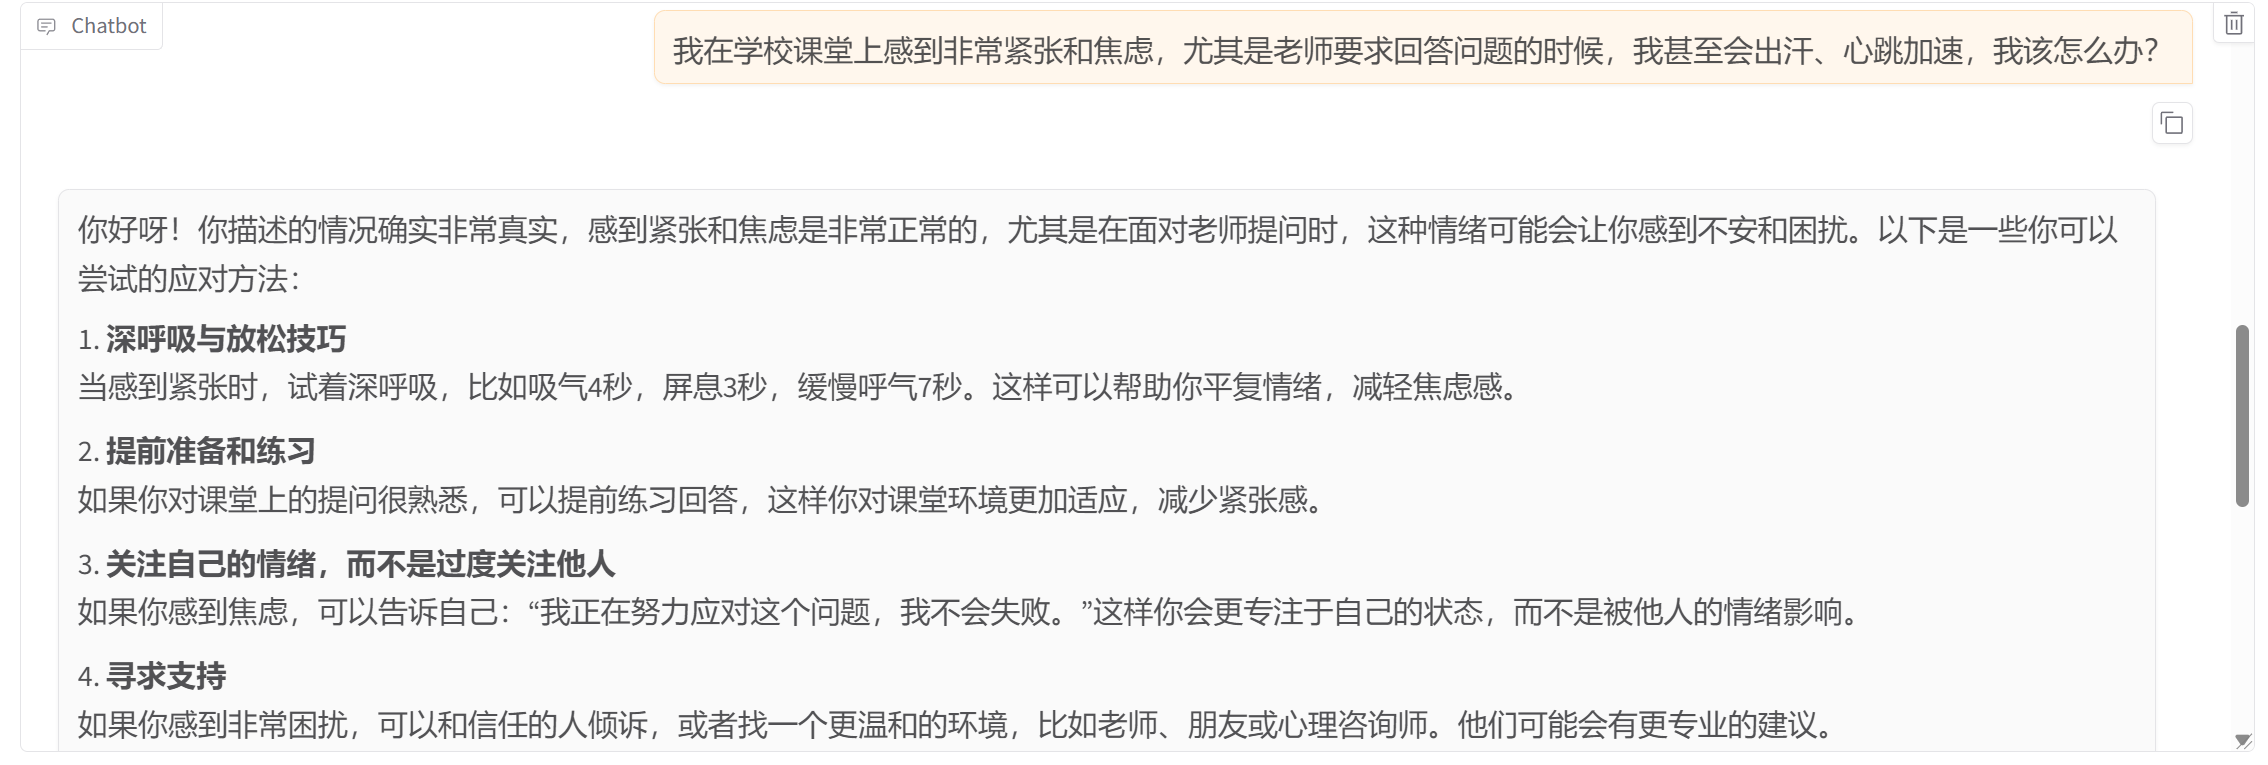 Chatbot
我在学校课堂上感到非常紧张和焦虑，尤其是老师要求回答问题的时候，我甚至会出汗、心跳加速，我该怎么办？
你好呀！你描述的情况确实非常真实，感到紧张和焦虑是非常正常的，尤其是在面对老师提问时，这种情绪可能会让你感到不安和困扰。以下是一些你可以
尝试的应对方法：
1. 深呼吸与放松技巧
当感到紧张时，试着深呼吸，比如吸气4秒，屏息3秒，缓慢呼气7秒。这样可以帮助你平复情绪，减轻焦虑感。
2. 提前准备和练习
如果你对课堂上的提问很熟悉，可以提前练习回答，这样你对课堂环境更加适应，减少紧张感。
3. 关注自己的情绪，而不是过度关注他人
如果你感到焦虑，可以告诉自己：“我正在努力应对这个问题，我不会失败。”这样你会更专注于自己的状态，而不是被他人的情绪影响。
4. 寻求支持
如果你感到非常困扰，可以和信任的人倾诉，或者找一个更温和的环境，比如老师、朋友或心理咨询师。他们可能会有更专业的建议。